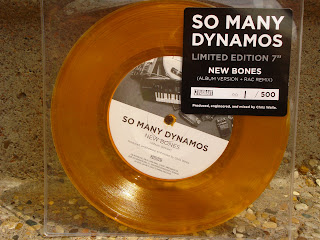 SO MANY
DYNAMOS
LIMITED EDITION 7"
NEW BONES
(ALBUM VERSION + RAC REMIX)
/ 500
Produced, engineered, and mixed by Chris Walla.
SO MANY DYNAMOS
NEW BONES